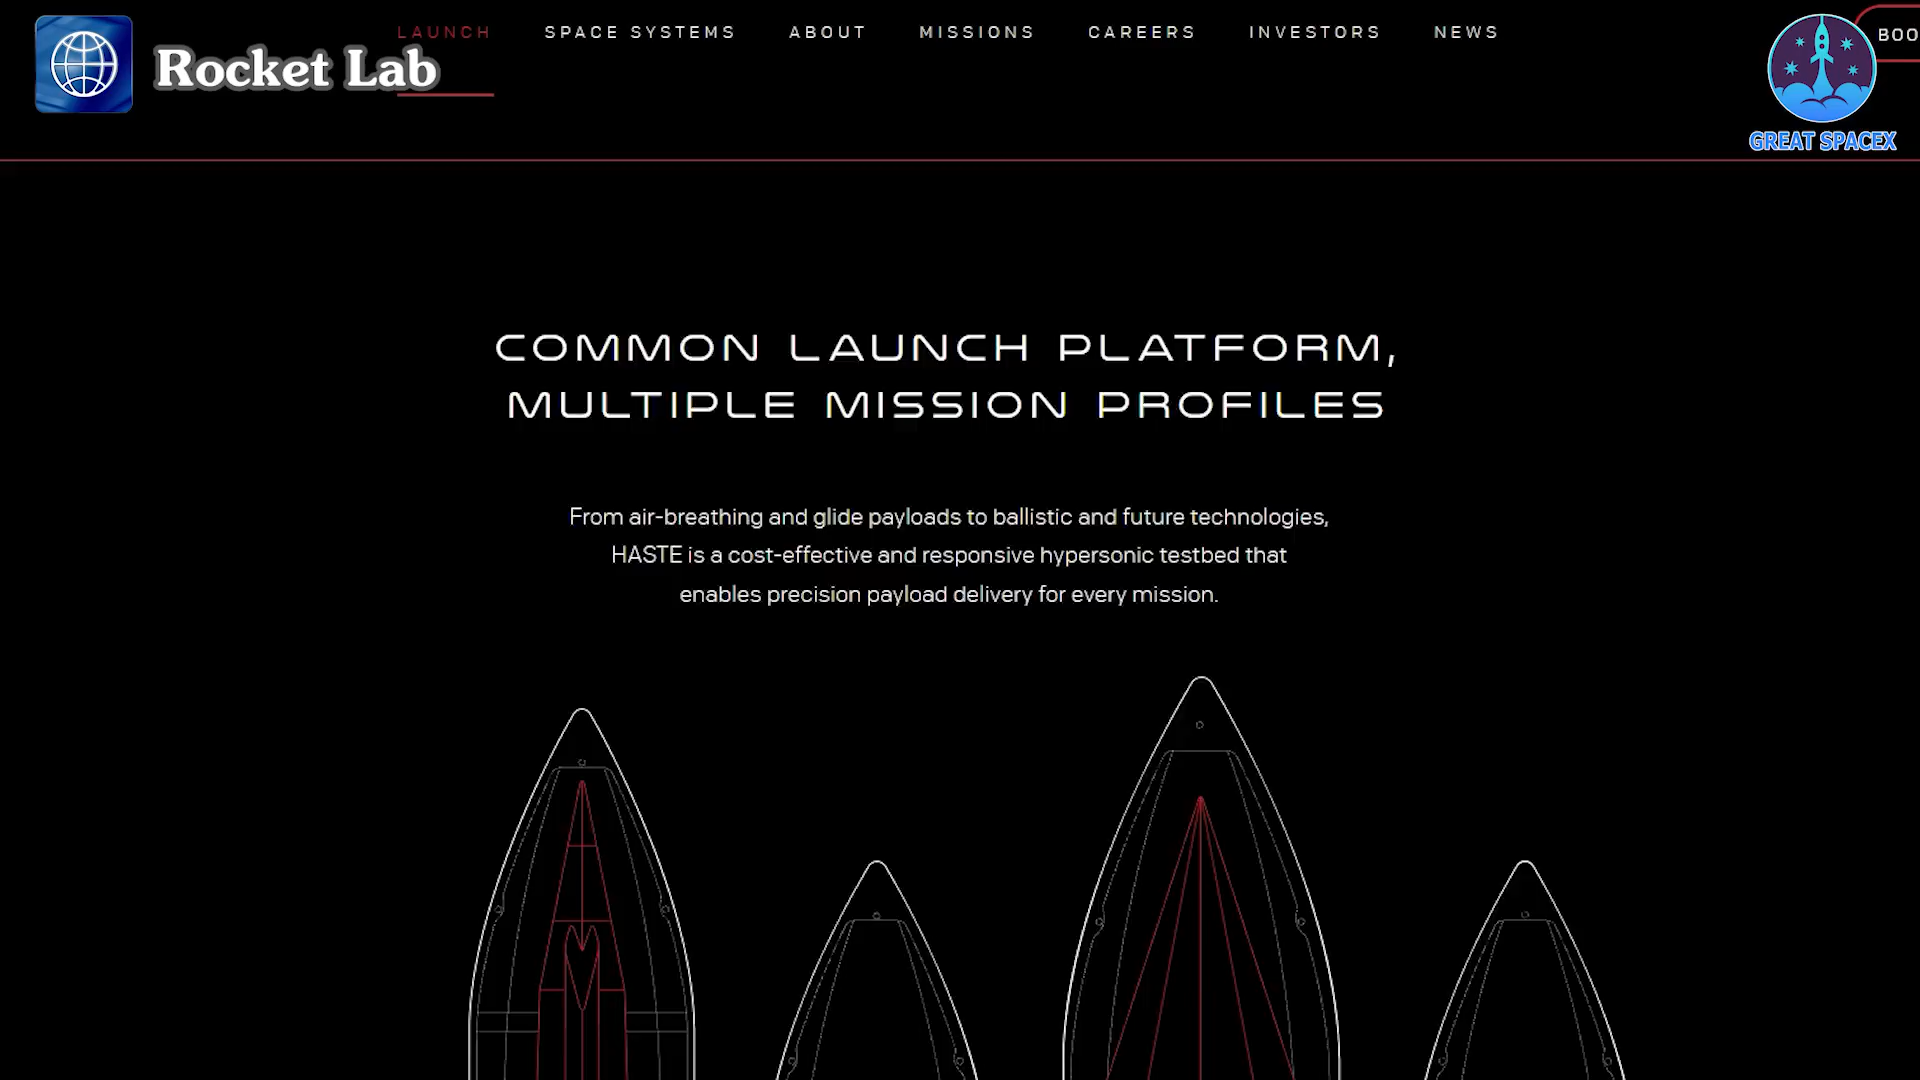 LAUNCH
SPACE SYSTEMS
ABOUT
MISSIONS
CAREERS
INVESTORS
NEWS
BOO
Rocket Lab
GREAT SPACEX
COMMON LAUNCH PLATFORM,
MULTIPLE MISSION PROFILES
From air-breathing and glide payloads to ballistic and future technologies,
HASTE is a cost-effective and responsive hypersonic testbed that
enables precision payload delivery for every mission.